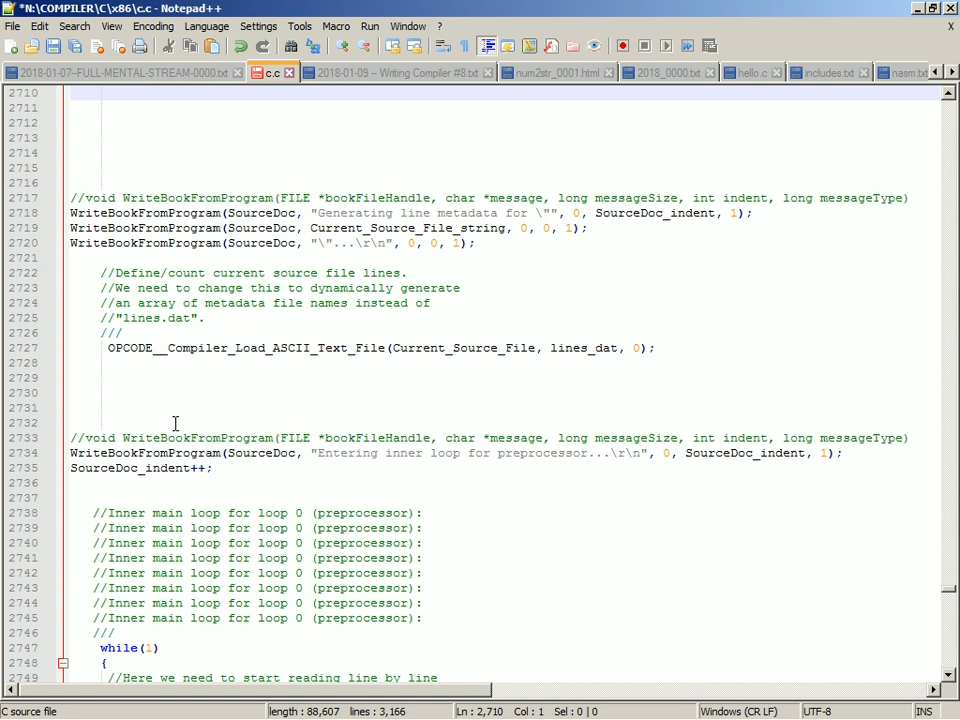 *N:\COMPILER\C\x86\c.c - Notepad++
File Edit Search View Encoding Language Settings Tools Macro Run Window ? X
2018-01-07-FULL-MENTAL-STREAM-0000.txt c.c 2018-01-09 -- Writing Compiler #8.txt num2str_0001.html 2018_0000.txt hello.c includes.txt nasm.txt
2710
2711
2712
2713
2714
2715
2716
2717 //void WriteBookFromProgram(FILE *bookFileHandle, char *message, long messageSize, int indent, long messageType)
2718 WriteBookFromProgram(SourceDoc, "Generating line metadata for \"", 0, SourceDoc_indent, 1);
2719 WriteBookFromProgram(SourceDoc, Current_Source_File_string, 0, 0, 1);
2720 WriteBookFromProgram(SourceDoc, "\"...\r\n", 0, 0, 1);
2721
2722 //Define/count current source file lines.
2723 //We need to change this to dynamically generate
2724 //an array of metadata file names instead of
2725 //"lines.dat".
2726 ///
2727 OPCODE__Compiler_Load_ASCII_Text_File(Current_Source_File, lines_dat, 0);
2728
2729
2730
2731
2732
2733 //void WriteBookFromProgram(FILE *bookFileHandle, char *message, long messageSize, int indent, long messageType)
2734 WriteBookFromProgram(SourceDoc, "Entering inner loop for preprocessor...\r\n", 0, SourceDoc_indent, 1);
2735 SourceDoc_indent++;
2736
2737
2738 //Inner main loop for loop 0 (preprocessor):
2739 //Inner main loop for loop 0 (preprocessor):
2740 //Inner main loop for loop 0 (preprocessor):
2741 //Inner main loop for loop 0 (preprocessor):
2742 //Inner main loop for loop 0 (preprocessor):
2743 //Inner main loop for loop 0 (preprocessor):
2744 //Inner main loop for loop 0 (preprocessor):
2745 //Inner main loop for loop 0 (preprocessor):
2746 ///
2747 while(1)
2748 {
2749 //Here we need to start reading line by line
C source file length : 88,607 lines : 3,166 Ln : 2,710 Col : 1 Sel : 0 | 0 Windows (CR LF) UTF-8 INS